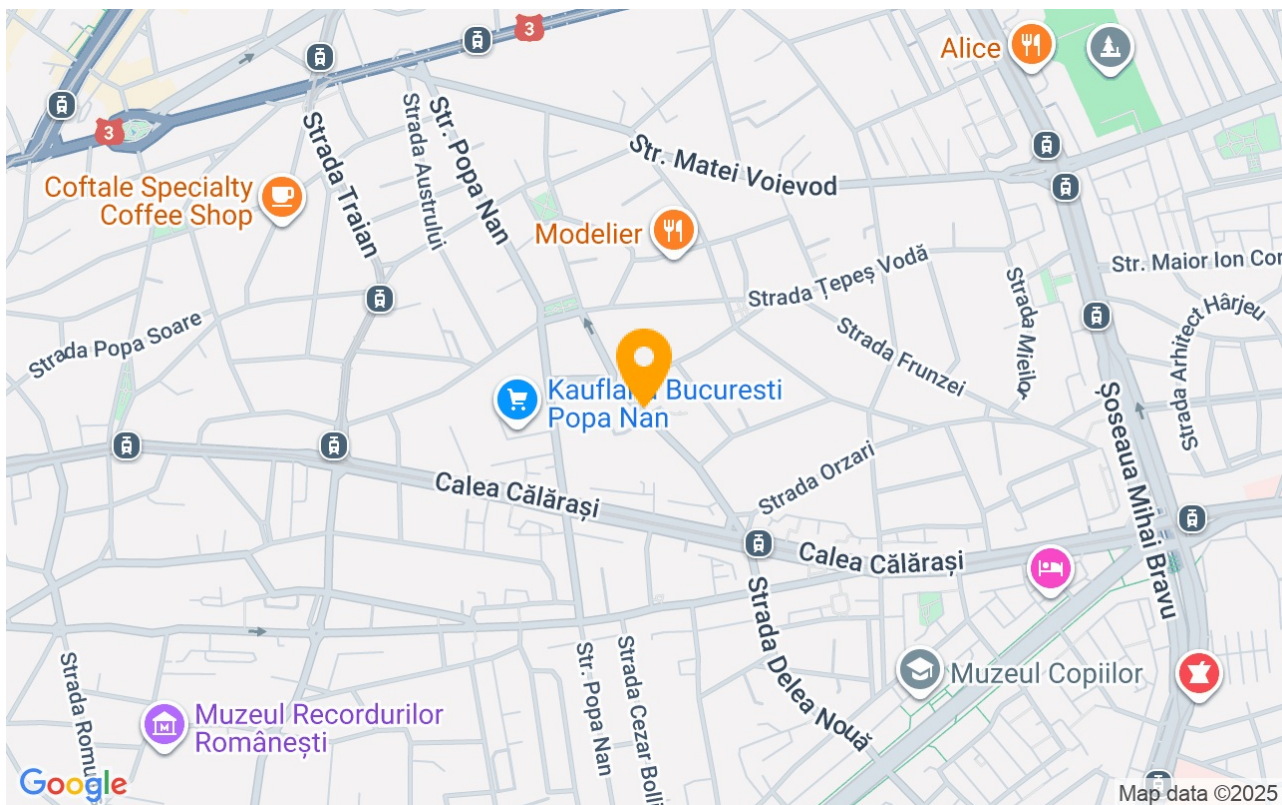 3
Alice
3
Strada Traian
Strada Austrului
Str. Popa Nan
Str. Matei Voievod
Coftale Specialty
Coffee Shop
Modelier
Strada Țepeș Vodă
Strada Mieilor
Str. Maior Ion Cor
Strada Arhitect Hârjeu
Strada Popa Soare
Strada Frunzei
Kaufland Bucuresti
Popa Nan
Șoseaua Mihai Bravu
Strada Orzari
Calea Călărași
Calea Călărași
Strada Delea Nouă
Strada Romu
Str. Popa Nan
Strada Cezar Bolli
Muzeul Copiilor
M
Muzeul Recordurilor
Românești
Google
Map data ©2025